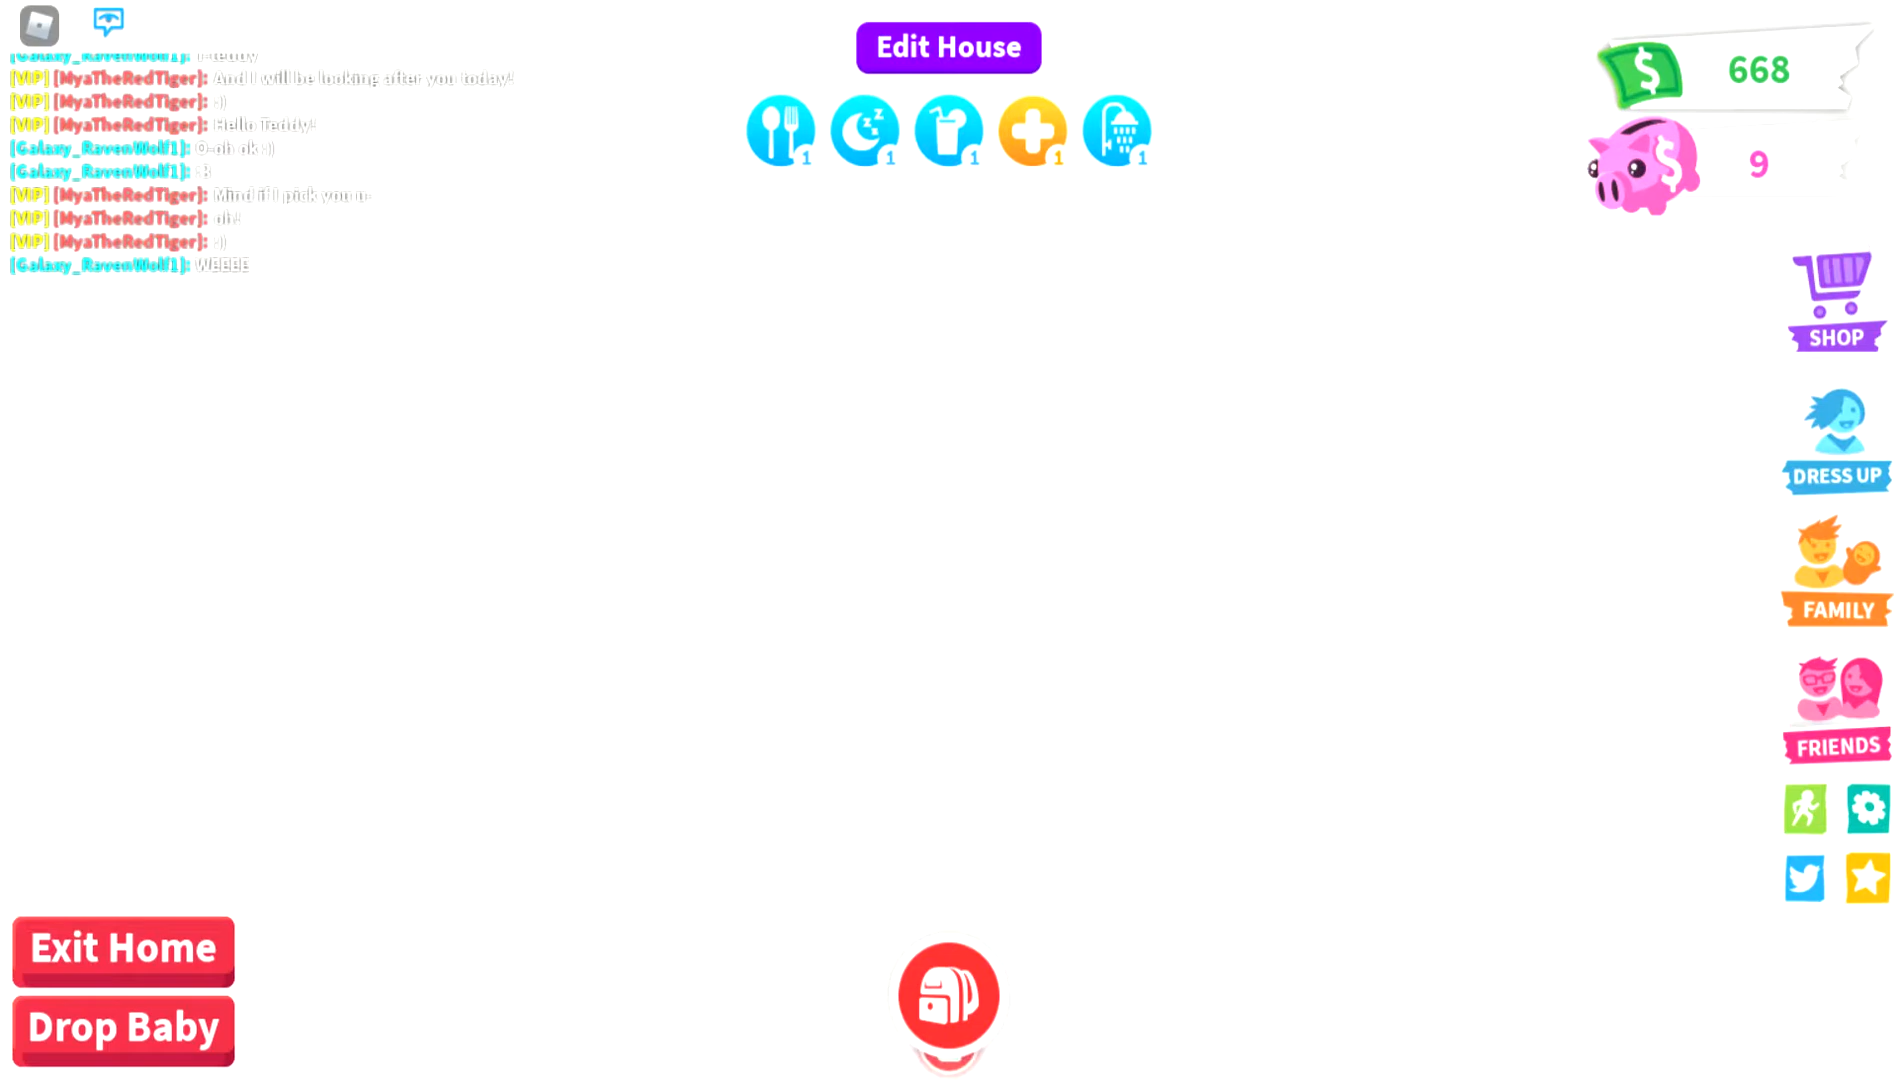 [Galaxy_RavenWolf1]: I-teddy
[VIP] [MyaTheRedTiger]: And I will be looking after you today!
[VIP] [MyaTheRedTiger]: :)
[VIP] [MyaTheRedTiger]: Hello Teddy!
[Galaxy_RavenWolf1]: O-oh ok :)
[Galaxy_RavenWolf1]: :3
[VIP] [MyaTheRedTiger]: Mind if I pick you u-
[VIP] [MyaTheRedTiger]: oh!
[VIP] [MyaTheRedTiger]: :)
[Galaxy_RavenWolf1]: WEEEE
Edit House
1 1 1 1 1
668
9
SHOP
DRESS UP
FAMILY
FRIENDS
Exit Home
Drop Baby